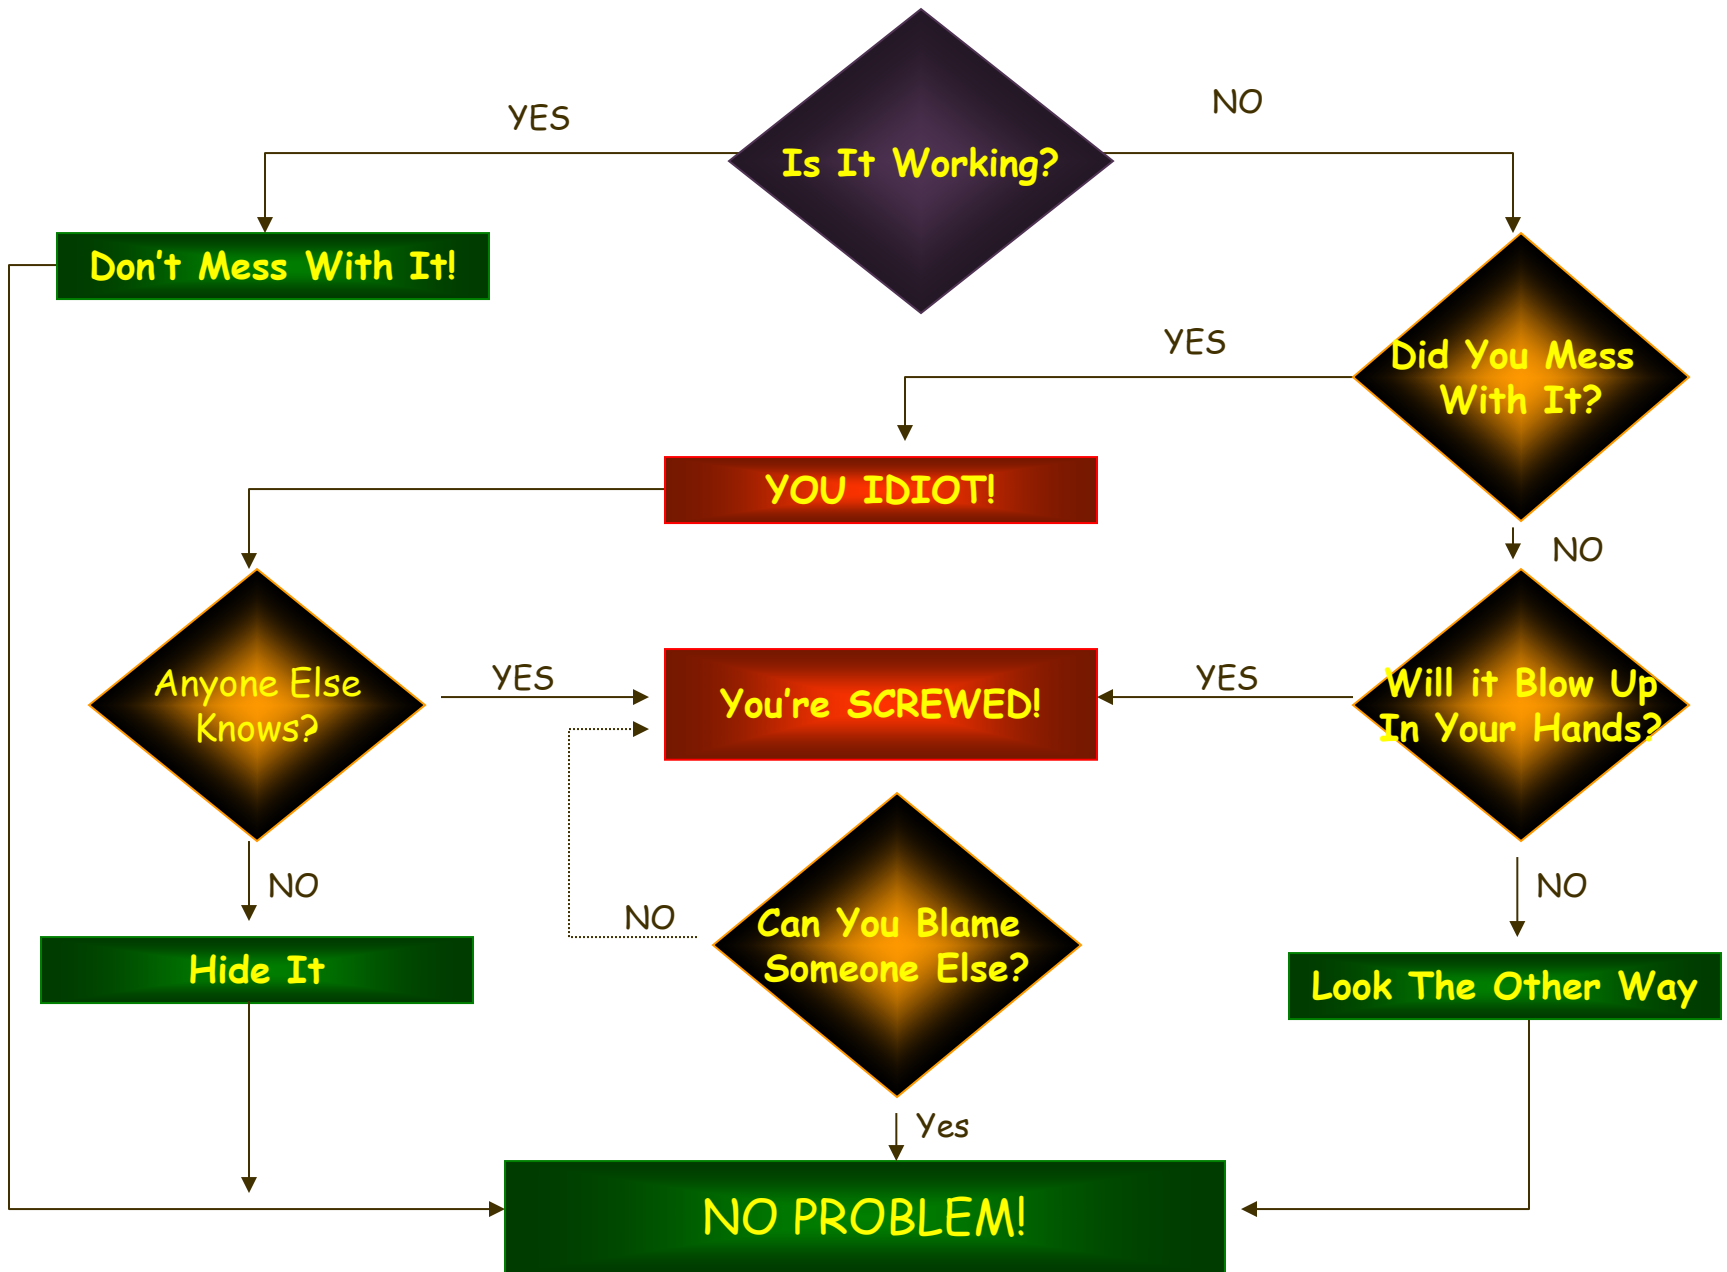 NO
YES
Is It Working?
Don't Mess With It!
YES
Did You Mess
With It?
YOU IDIOT!
NO
YES
YES
Anyone Else
Knows?
You're SCREWED!
Will it Blow Up
In Your Hands?
NO
NO
NO
Can You Blame
Someone Else?
Hide It
Look The Other Way
Yes
NO PROBLEM!